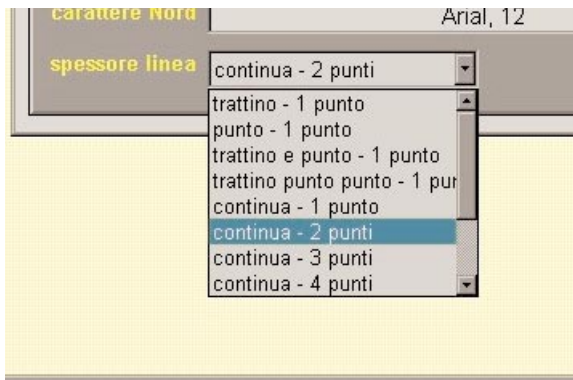 carattere Nord Arial, 12
spessore linea continua - 2 punti
trattino - 1 punto
punto - 1 punto
trattino e punto - 1 punto
trattino punto punto - 1 pur
continua - 1 punto
continua - 2 punti
continua - 3 punti
continua - 4 punti